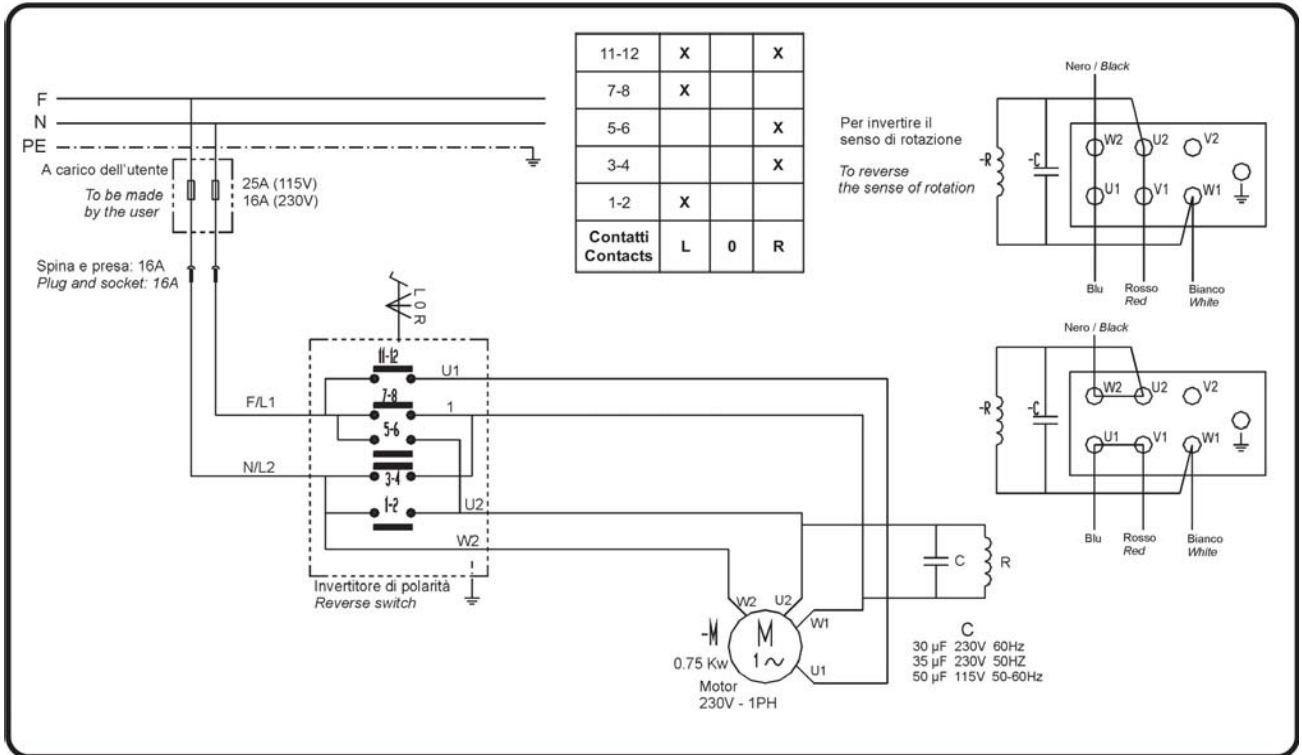 F
N
PE
A carico dell'utente
To be made
by the user
25A (115V)
16A (230V)
Spina e presa: 16A
Plug and socket: 16A
11-12 X X
7-8 X
5-6 X
3-4 X
1-2 X
Contatti
Contacts
L 0 R
L 0 R
11-12
U1
7-8
F/L1
1
5-6
N/L2
3-4
1-2
U2
W2
Invertitore di polarità
Reverse switch
W2
U2
W1
U1
-M
M
1~
0.75 Kw
Motor
230V - 1PH
C
R
C
30 µF 230V 60Hz
35 µF 230V 50HZ
50 µF 115V 50-60Hz
Per invertire il
senso di rotazione
To reverse
the sense of rotation
Nero / Black
-R
-C
W2 U2 V2
U1 V1 W1
Blu
Rosso
Red
Bianco
White
Nero / Black
-R
-C
W2 U2 V2
U1 V1 W1
Blu
Rosso
Red
Bianco
White